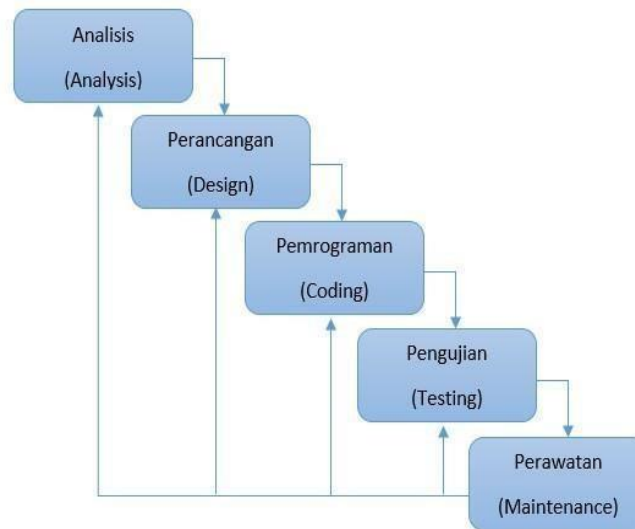 Analisis
(Analysis)
Perancangan
(Design)
Pemrograman
(Coding)
Pengujian
(Testing)
Perawatan
(Maintenance)